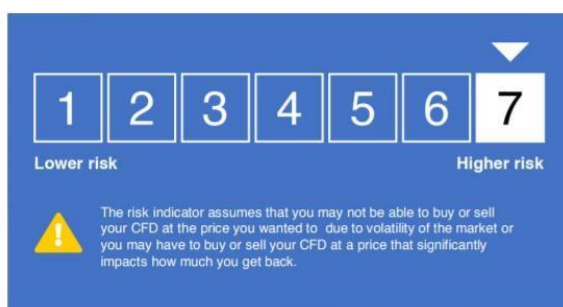 1 2 3 4 5 6 7
Lower risk Higher risk
The risk indicator assumes that you may not be able to buy or sell
your CFD at the price you wanted to due to volatility of the market or
you may have to buy or sell your CFD at a price that significantly
impacts how much you get back.